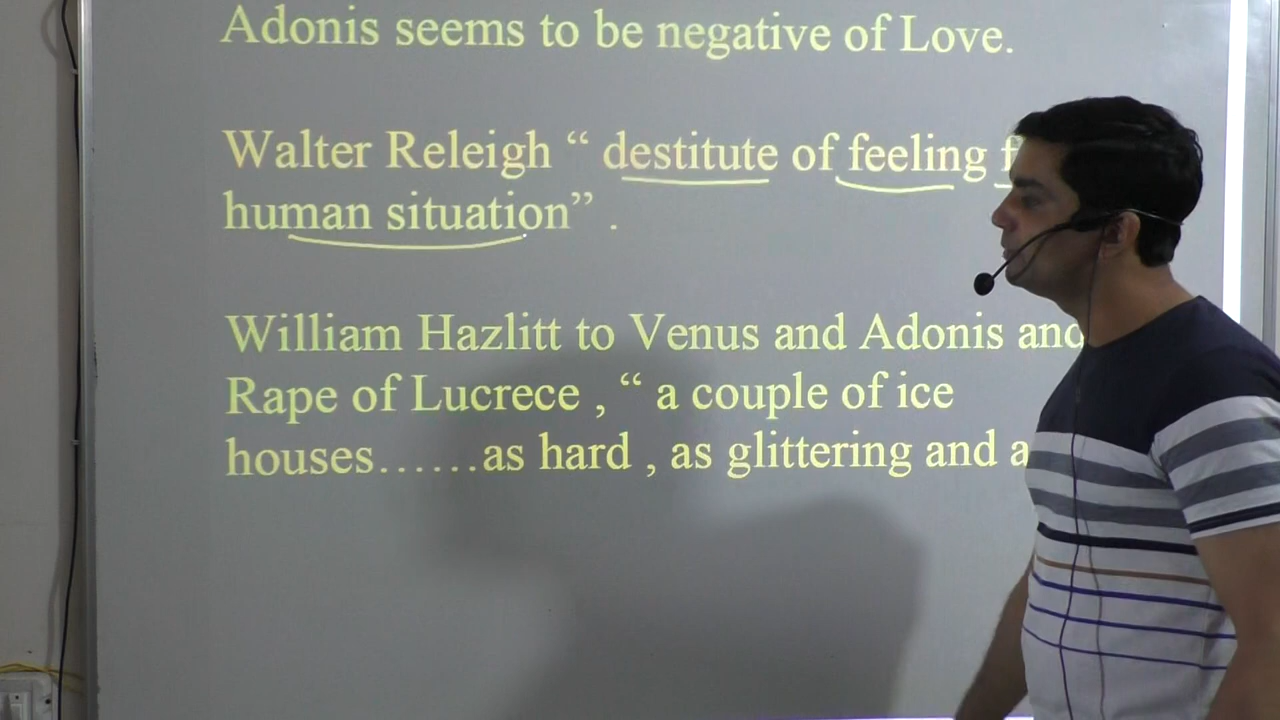 Adonis seems to be negative of Love.
Walter Releigh “ destitute of feeling
human situation” .
William Hazlitt to Venus and Adonis and
Rape of Lucrece , “ a couple of ice
houses……as hard , as glittering and